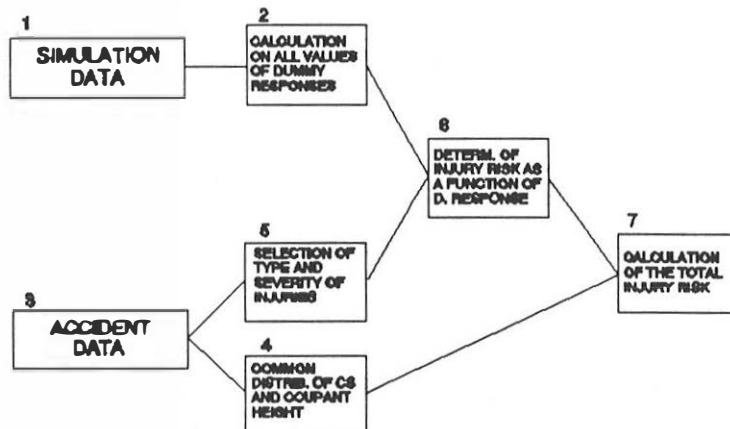 1
SIMULATION
DATA
2
CALCULATION
ON ALL VALUES
OF DUMMY
RESPONSES
6
DETERM. OF
INJURY RISK AS
A FUNCTION OF
D. RESPONSE
7
CALCULATION
OF THE TOTAL
INJURY RISK
5
SELECTION OF
TYPE AND
SEVERITY OF
INJURIES
3
ACCIDENT
DATA
4
COMMON
DISTRIB. OF CS
AND OCUPANT
HEIGHT